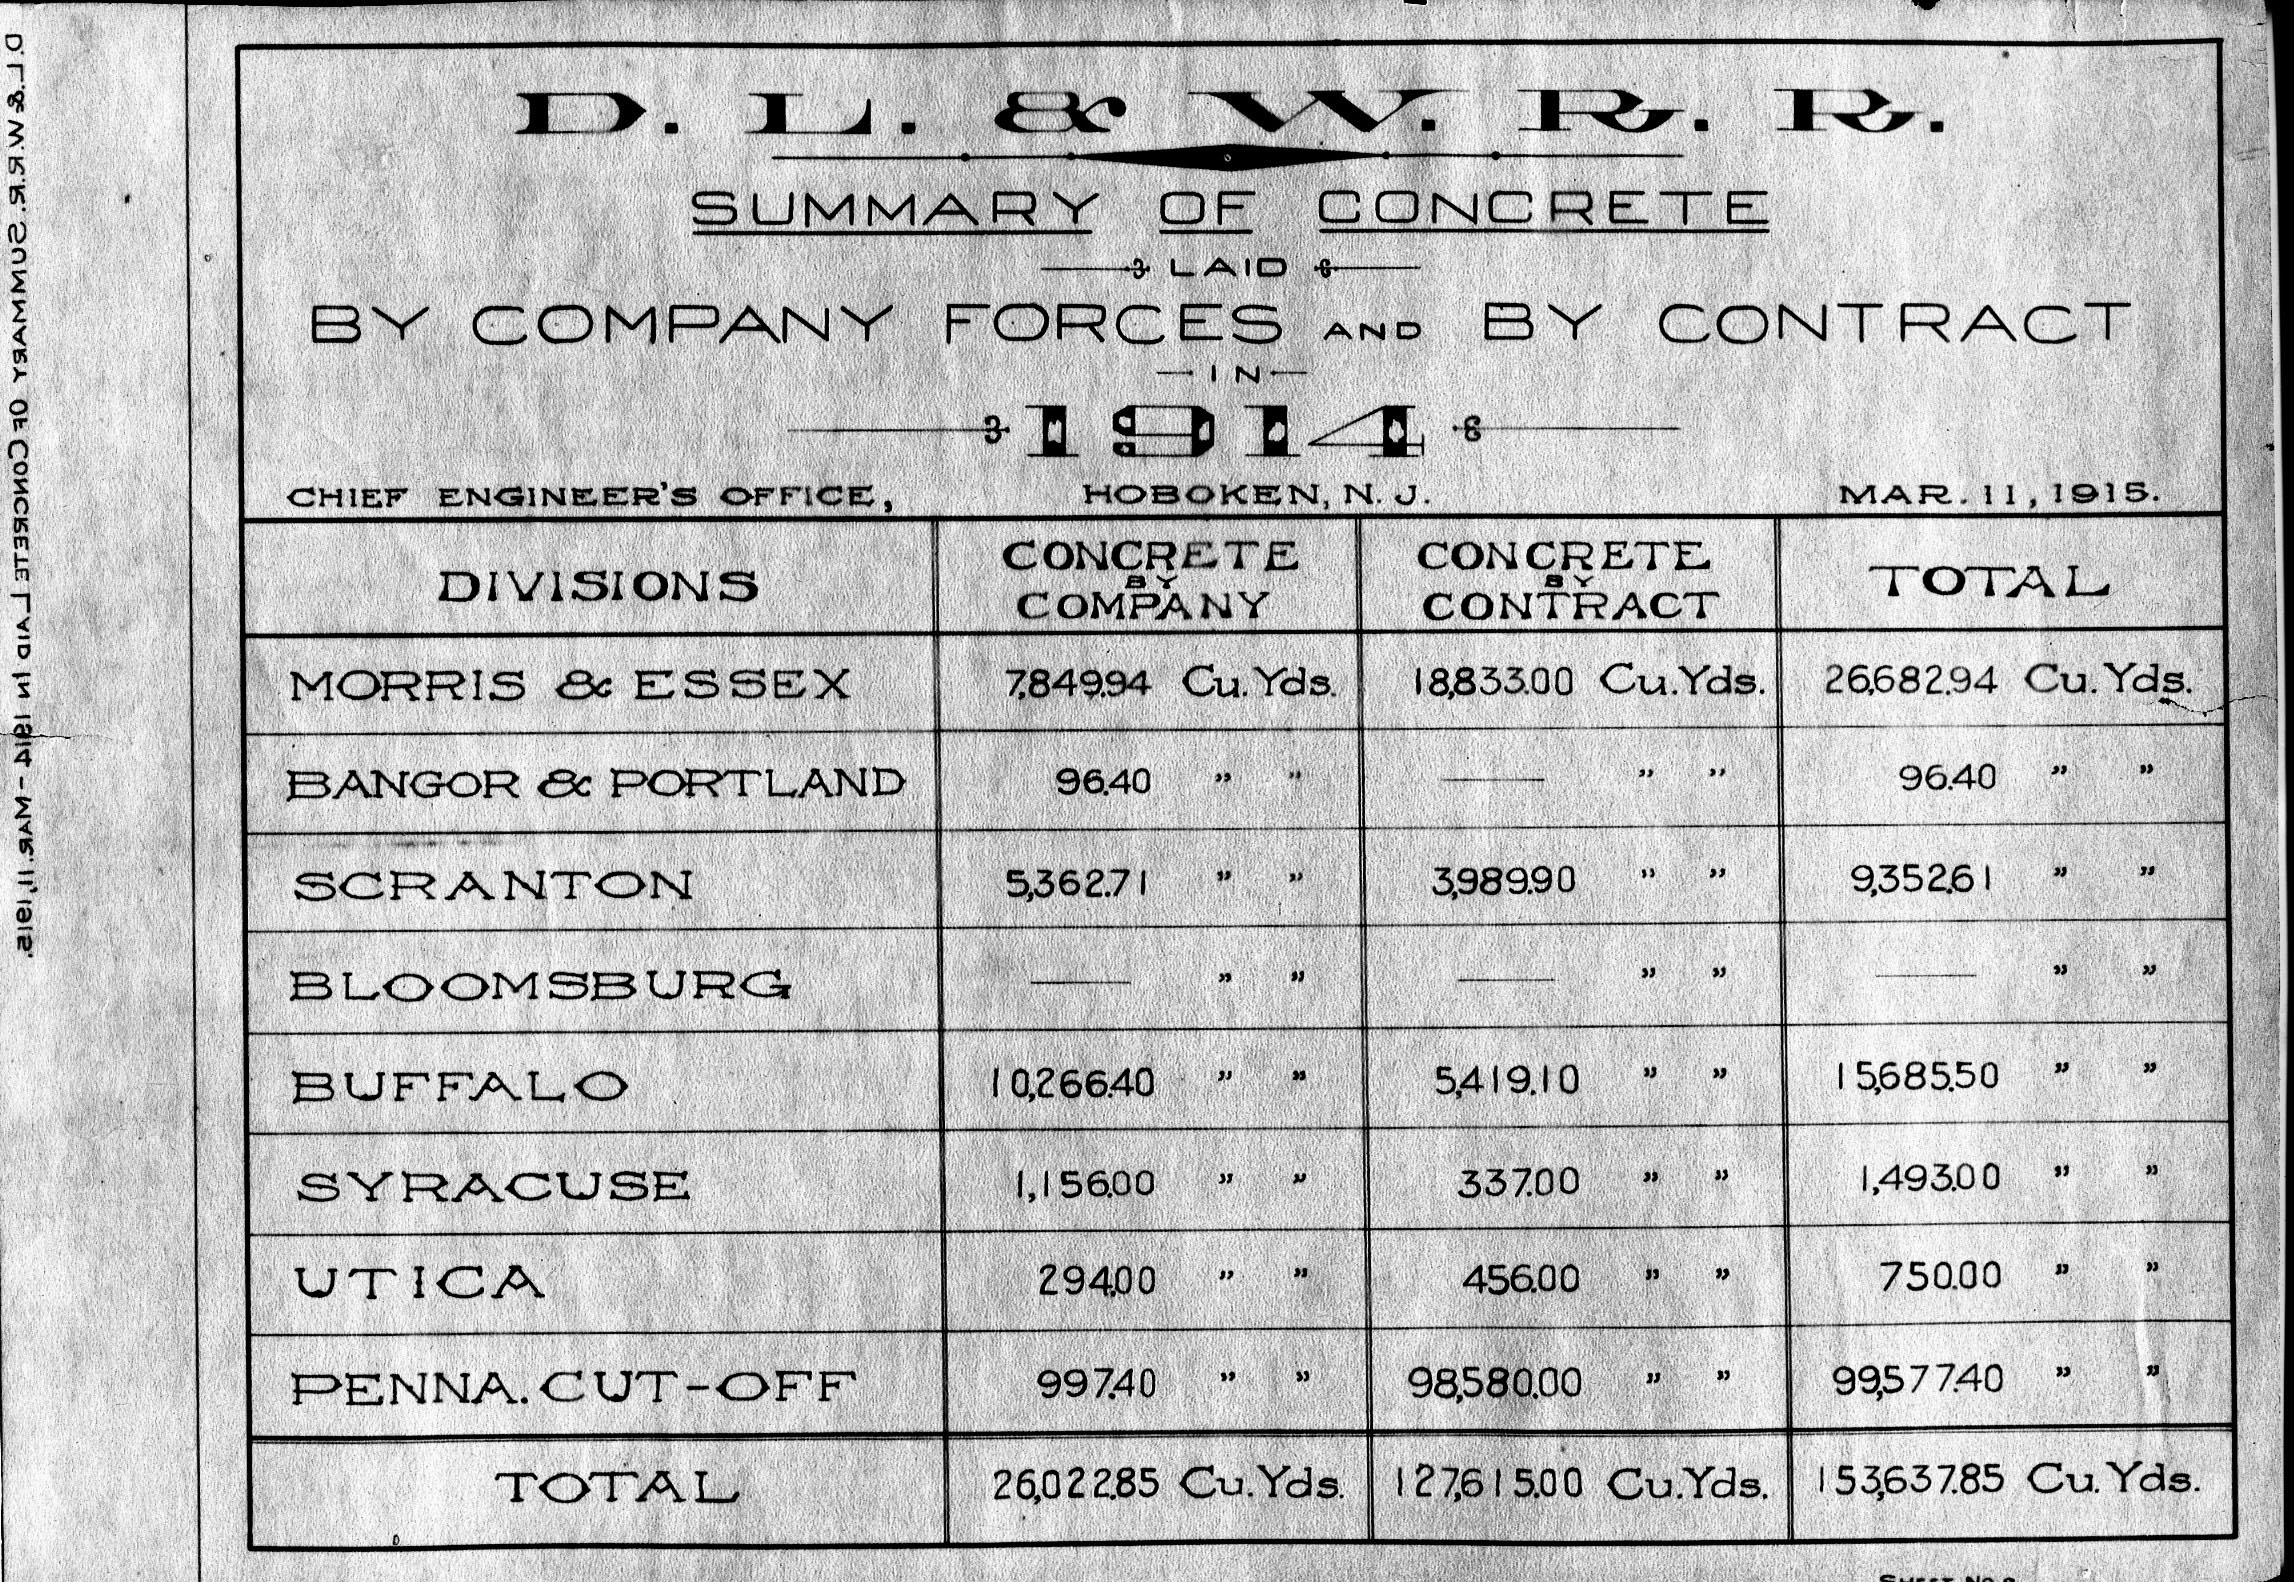 D. L. & W. R. R.
SUMMARY OF CONCRETE
LAID
BY COMPANY FORCES AND BY CONTRACT
IN
1914
CHIEF ENGINEER'S OFFICE, HOBOKEN, N. J. MAR. 11, 1915.
DIVISIONS CONCRETE BY COMPANY CONCRETE BY CONTRACT TOTAL
MORRIS & ESSEX 7,849.94 Cu. Yds. 18,833.00 Cu. Yds. 26,682.94 Cu. Yds.
BANGOR & PORTLAND 96.40 " " — " " 96.40 " "
SCRANTON 5,362.71 " " 3,989.90 " " 9,352.61 " "
BLOOMSBURG — " " — " " — " "
BUFFALO 10,266.40 " " 5,419.10 " " 15,685.50 " "
SYRACUSE 1,156.00 " " 337.00 " " 1,493.00 " "
UTICA 294.00 " " 456.00 " " 750.00 " "
PENNA. CUT-OFF 997.40 " " 98,580.00 " " 99,577.40 " "
TOTAL 26,022.85 Cu. Yds. 127,615.00 Cu. Yds. 153,637.85 Cu. Yds.
D. L. & W. R. R. SUMMARY OF CONCRETE LAID IN 1914 - MAR. 11, 1915.